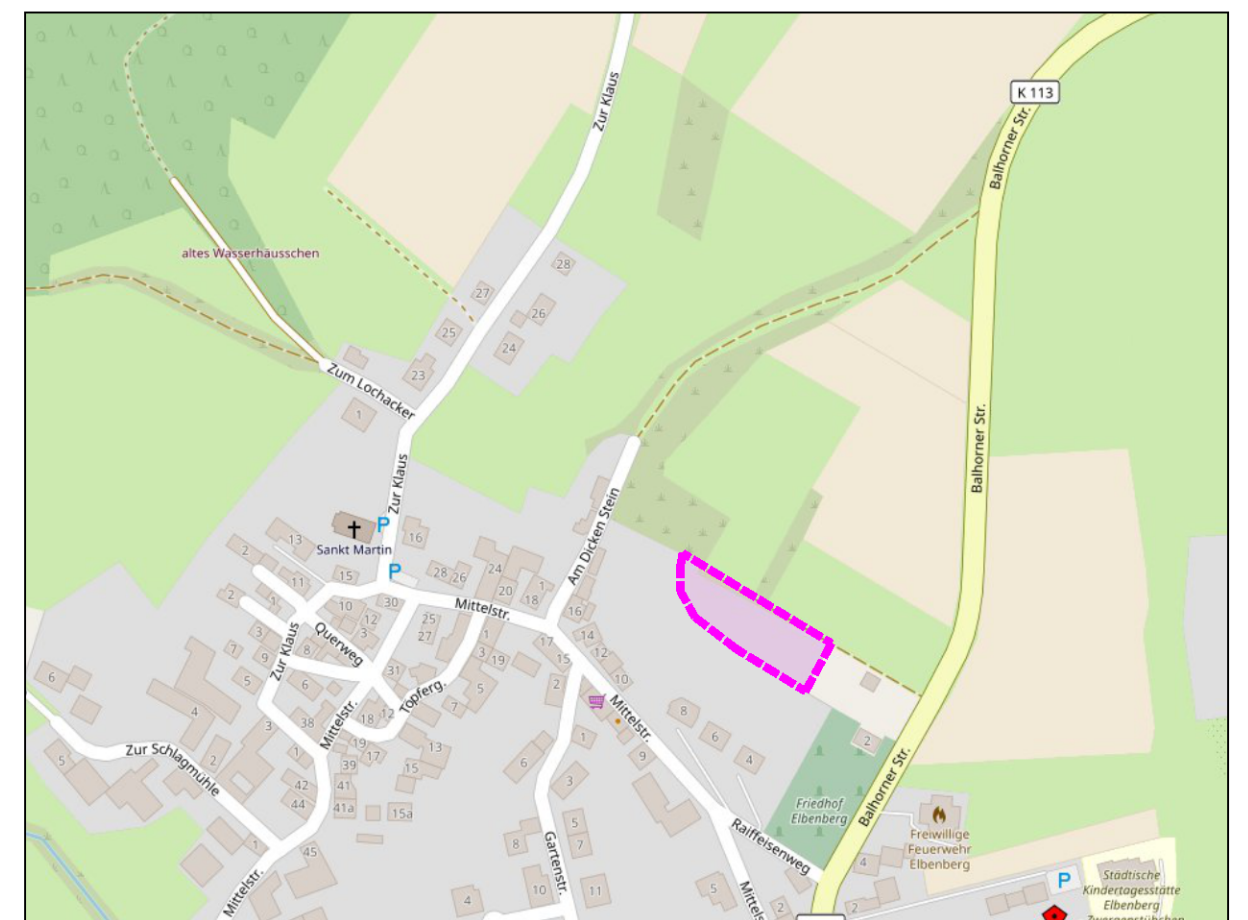 K 113
Zur Klaus
Balhorner Str.
altes Wasserhäusschen
28
27
26
25
24
23
Zum Lochacker
1
Balhorner Str.
Zur Klaus
P
Sankt Martin
16
Am Dicken Stein
13
2
P
15
11
28
26
24
20
18
1
2
1
10
30
12
3
Mittelstr.
16
25
27
1
17
14
12
15
10
3
7
9
8
Querweg
Zur Klaus
31
3
19
6
6
4
5
2
Topferg.
7
Mittelstr.
38
18
12
3
8
6
4
2
Mittelstr.
1
9
Zur Schlagmühle
5
2
1
19
17
39
13
15
6
3
Balhorner Str.
42
41
44
41a
15a
Friedhof
Elbenberg
Freiwillige
Feuerwehr
Elbenberg
Raiffeisenweg
5
7
8
45
Gartenstr.
4
P
Städtische
Kindertagesstätte
Elbenberg
Zwergenstübchen
Mittelstr.
4
10
11
5
2
2